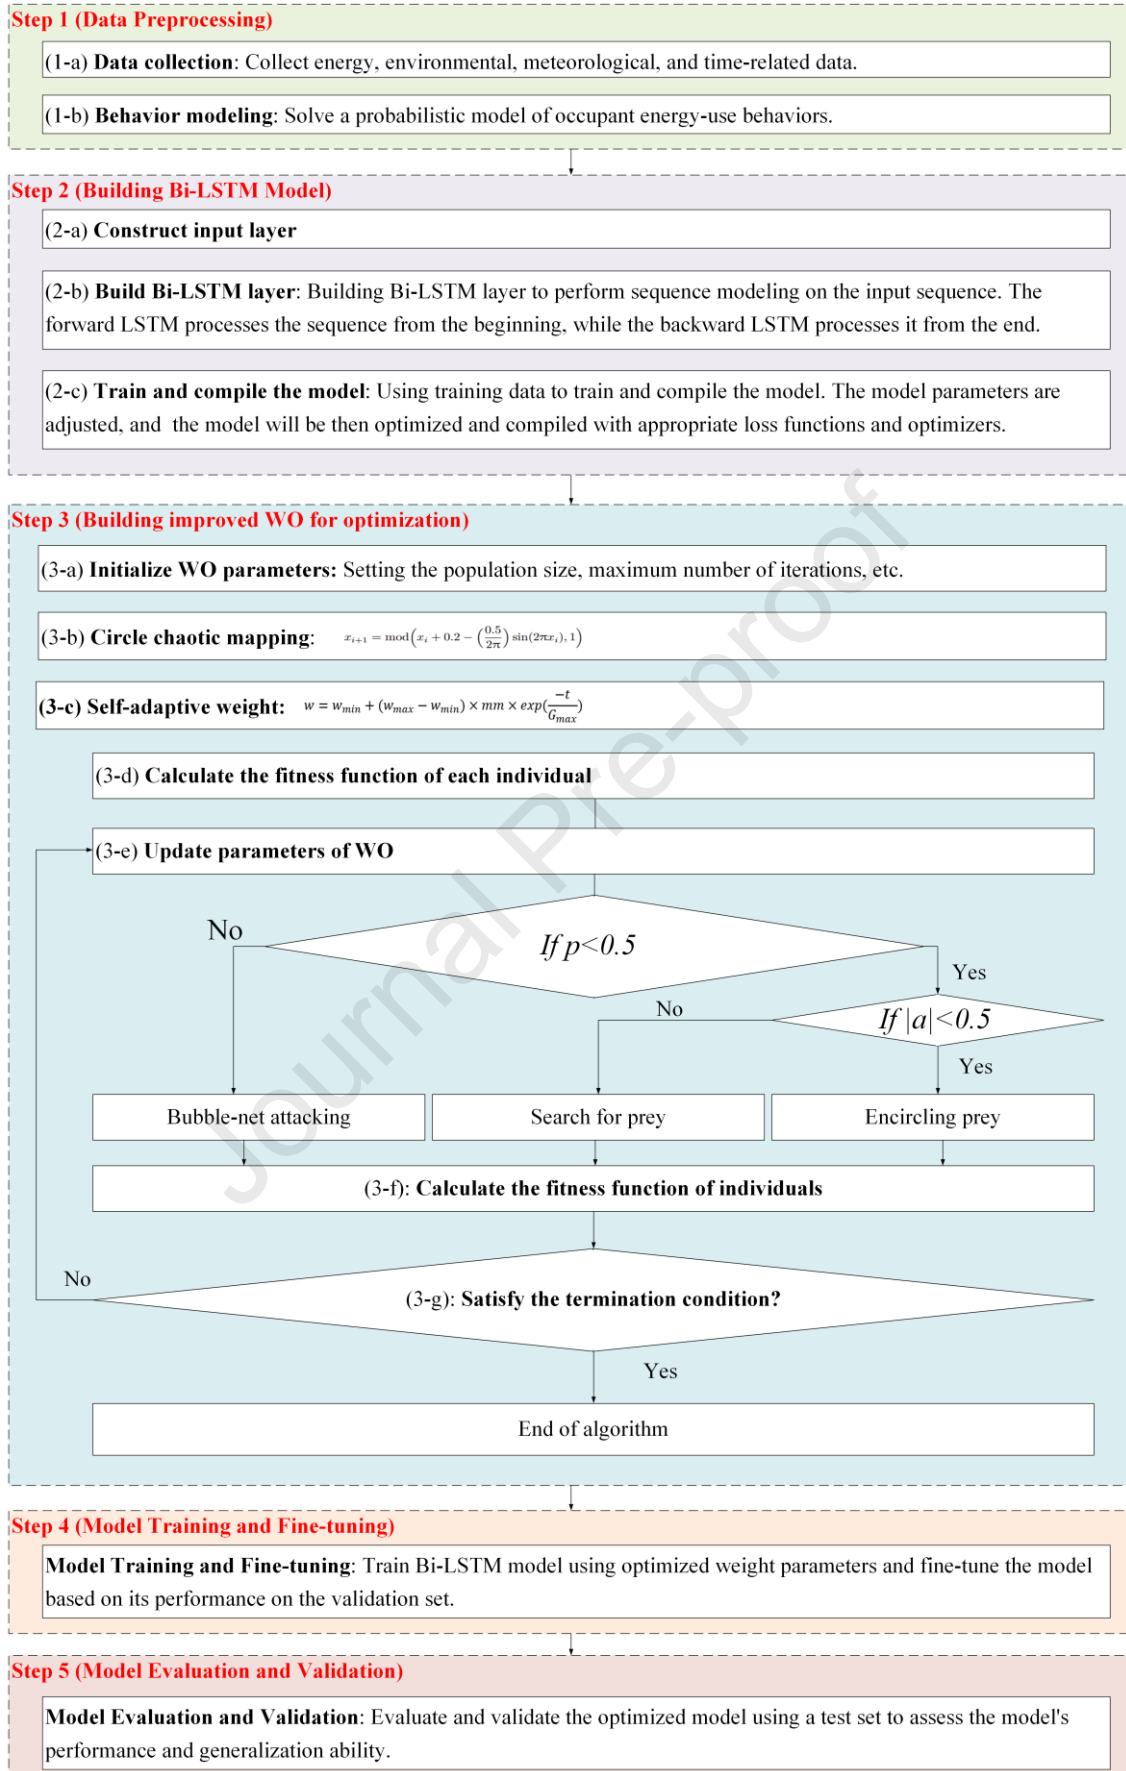 Step 1 (Data Preprocessing)
(1-a) Data collection: Collect energy, environmental, meteorological, and time-related data.
(1-b) Behavior modeling: Solve a probabilistic model of occupant energy-use behaviors.
Step 2 (Building Bi-LSTM Model)
(2-a) Construct input layer
(2-b) Build Bi-LSTM layer: Building Bi-LSTM layer to perform sequence modeling on the input sequence. The
forward LSTM processes the sequence from the beginning, while the backward LSTM processes it from the end.
(2-c) Train and compile the model: Using training data to train and compile the model. The model parameters are
adjusted, and the model will be then optimized and compiled with appropriate loss functions and optimizers.
Step 3 (Building improved WO for optimization)
(3-a) Initialize WO parameters: Setting the population size, maximum number of iterations, etc.
(3-b) Circle chaotic mapping: x_{i+1} = mod(x_i + 0.2 − (0.5/2π) sin(2πx_i), 1)
(3-c) Self-adaptive weight: w = w_{min} + (w_{max} − w_{min}) × mm × exp(−t/G_{max})
(3-d) Calculate the fitness function of each individual
(3-e) Update parameters of WO
If p<0.5
No
Yes
If |a|<0.5
No
Yes
Bubble-net attacking
Search for prey
Encircling prey
(3-f): Calculate the fitness function of individuals
(3-g): Satisfy the termination condition?
No
Yes
End of algorithm
Step 4 (Model Training and Fine-tuning)
Model Training and Fine-tuning: Train Bi-LSTM model using optimized weight parameters and fine-tune the model
based on its performance on the validation set.
Step 5 (Model Evaluation and Validation)
Model Evaluation and Validation: Evaluate and validate the optimized model using a test set to assess the model's
performance and generalization ability.
Journal Pre-proof